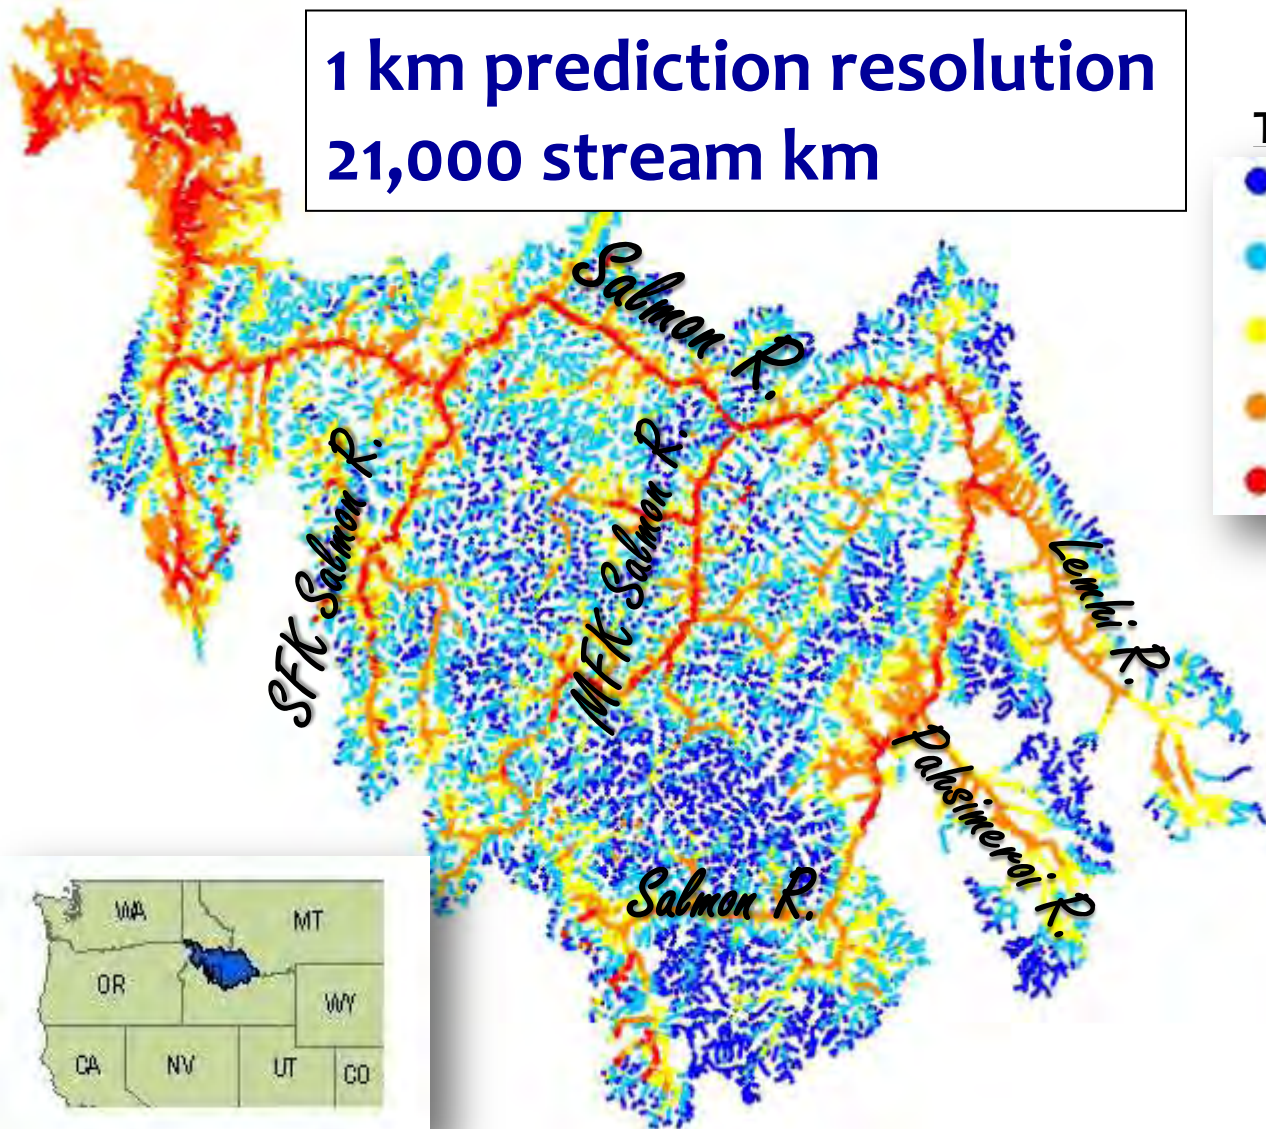 1 km prediction resolution
21,000 stream km
T
Salmon R.
SFK Salmon R.
MFK Salmon R.
Lemhi R.
Pahsimeroi R.
Salmon R.
WA
MT
OR
WY
CA
NV
UT
CO